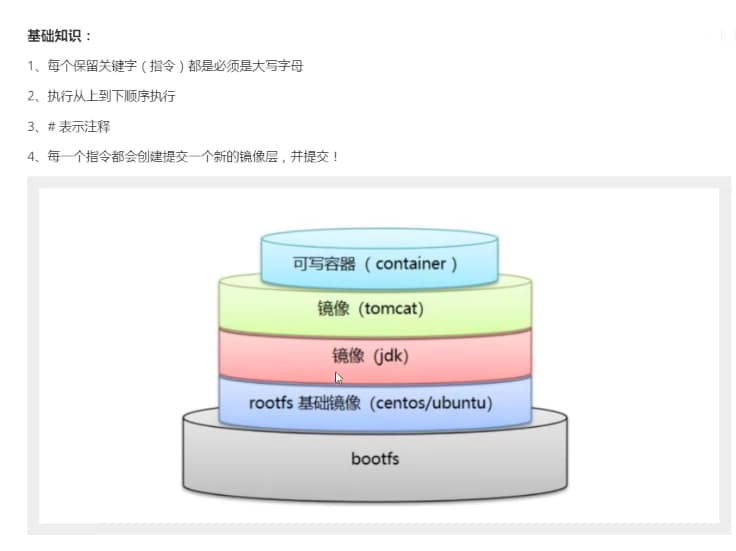 基础知识：
1、每个保留关键字（指令）都是必须是大写字母
2、执行从上到下顺序执行
3、# 表示注释
4、每一个指令都会创建提交一个新的镜像层，并提交！
可写容器（container）
镜像（tomcat）
镜像（jdk）
rootfs 基础镜像（centos/ubuntu）
bootfs